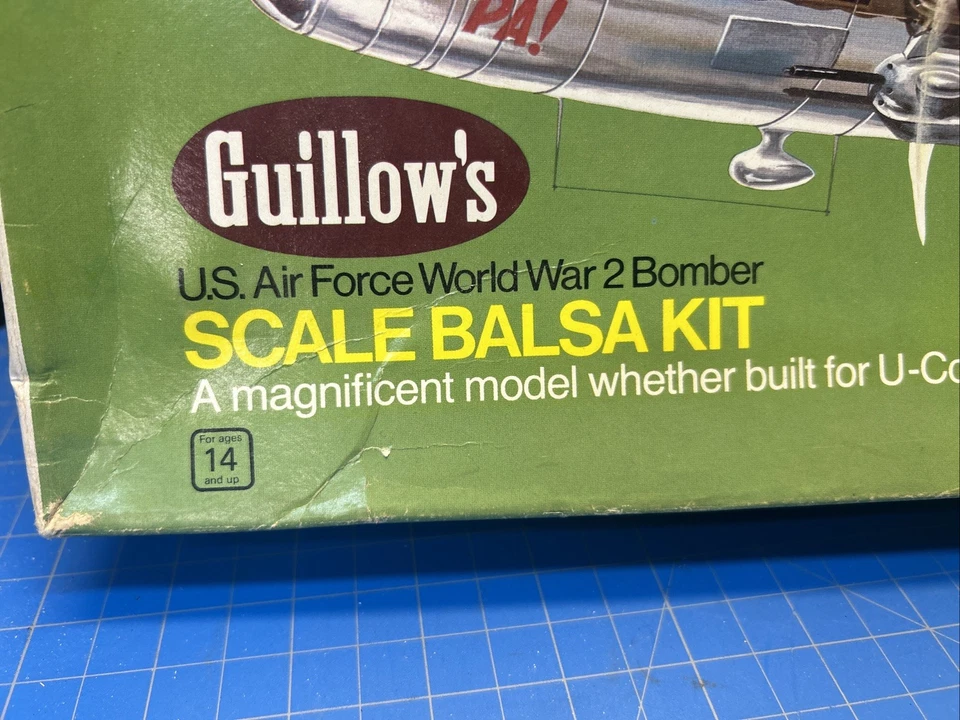 PA!
Guillow's
U.S. Air Force World War 2 Bomber
SCALE BALSA KIT
A magnificent model whether built for U-Co
For ages
14
and up